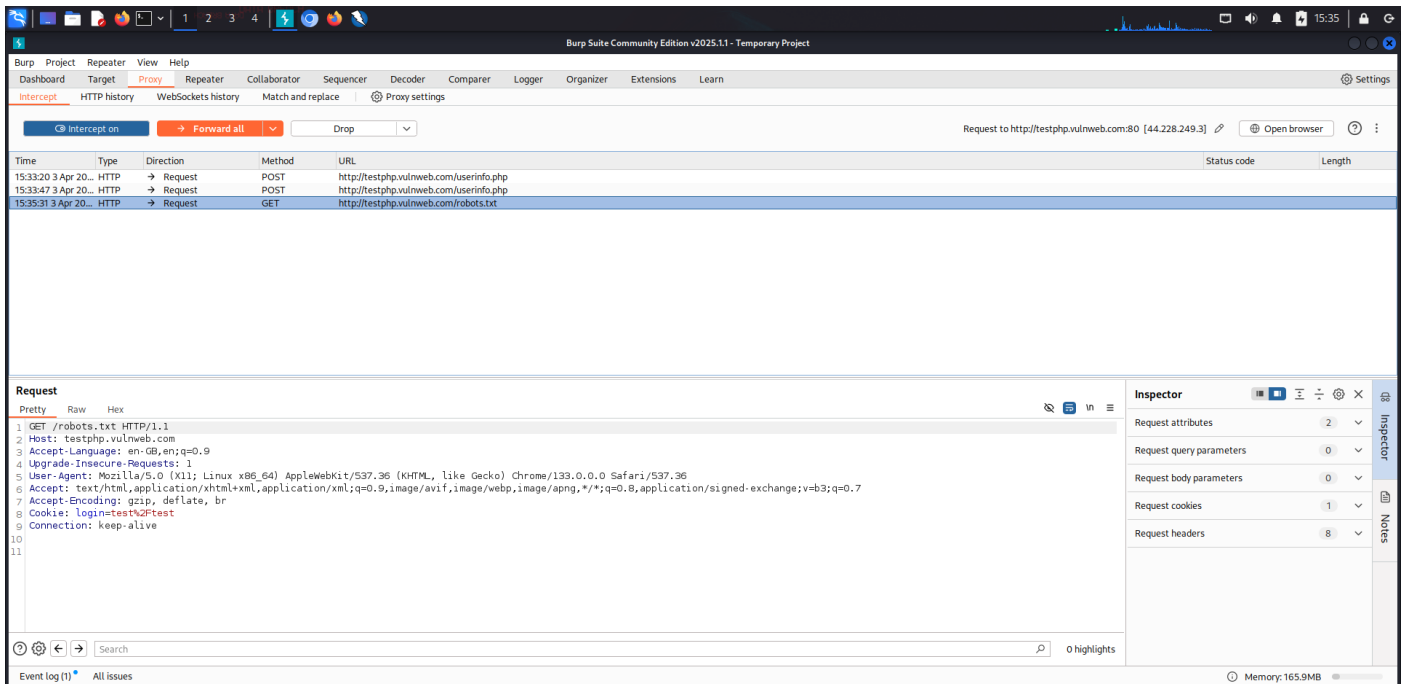 1 2 3 4 15:35
Burp Suite Community Edition v2025.1.1 - Temporary Project
Burp Project Repeater View Help
Dashboard Target Proxy Repeater Collaborator Sequencer Decoder Comparer Logger Organizer Extensions Learn Settings
Intercept HTTP history WebSockets history Match and replace Proxy settings
Intercept on → Forward all Drop Request to http://testphp.vulnweb.com:80 [44.228.249.3] Open browser
Time Type Direction Method URL Status code Length
15:33:20 3 Apr 20... HTTP → Request POST http://testphp.vulnweb.com/userinfo.php
15:33:47 3 Apr 20... HTTP → Request POST http://testphp.vulnweb.com/userinfo.php
15:35:31 3 Apr 20... HTTP → Request GET http://testphp.vulnweb.com/robots.txt
Request
Pretty Raw Hex \n
1 GET /robots.txt HTTP/1.1
2 Host: testphp.vulnweb.com
3 Accept-Language: en-GB,en;q=0.9
4 Upgrade-Insecure-Requests: 1
5 User-Agent: Mozilla/5.0 (X11; Linux x86_64) AppleWebKit/537.36 (KHTML, like Gecko) Chrome/133.0.0.0 Safari/537.36
6 Accept: text/html,application/xhtml+xml,application/xml;q=0.9,image/avif,image/webp,image/apng,*/*;q=0.8,application/signed-exchange;v=b3;q=0.7
7 Accept-Encoding: gzip, deflate, br
8 Cookie: login=test%2Ftest
9 Connection: keep-alive
10
11
Inspector
Request attributes 2
Request query parameters 0
Request body parameters 0
Request cookies 1
Request headers 8
Inspector
Notes
Search 0 highlights
Event log (1) All issues Memory: 165.9MB